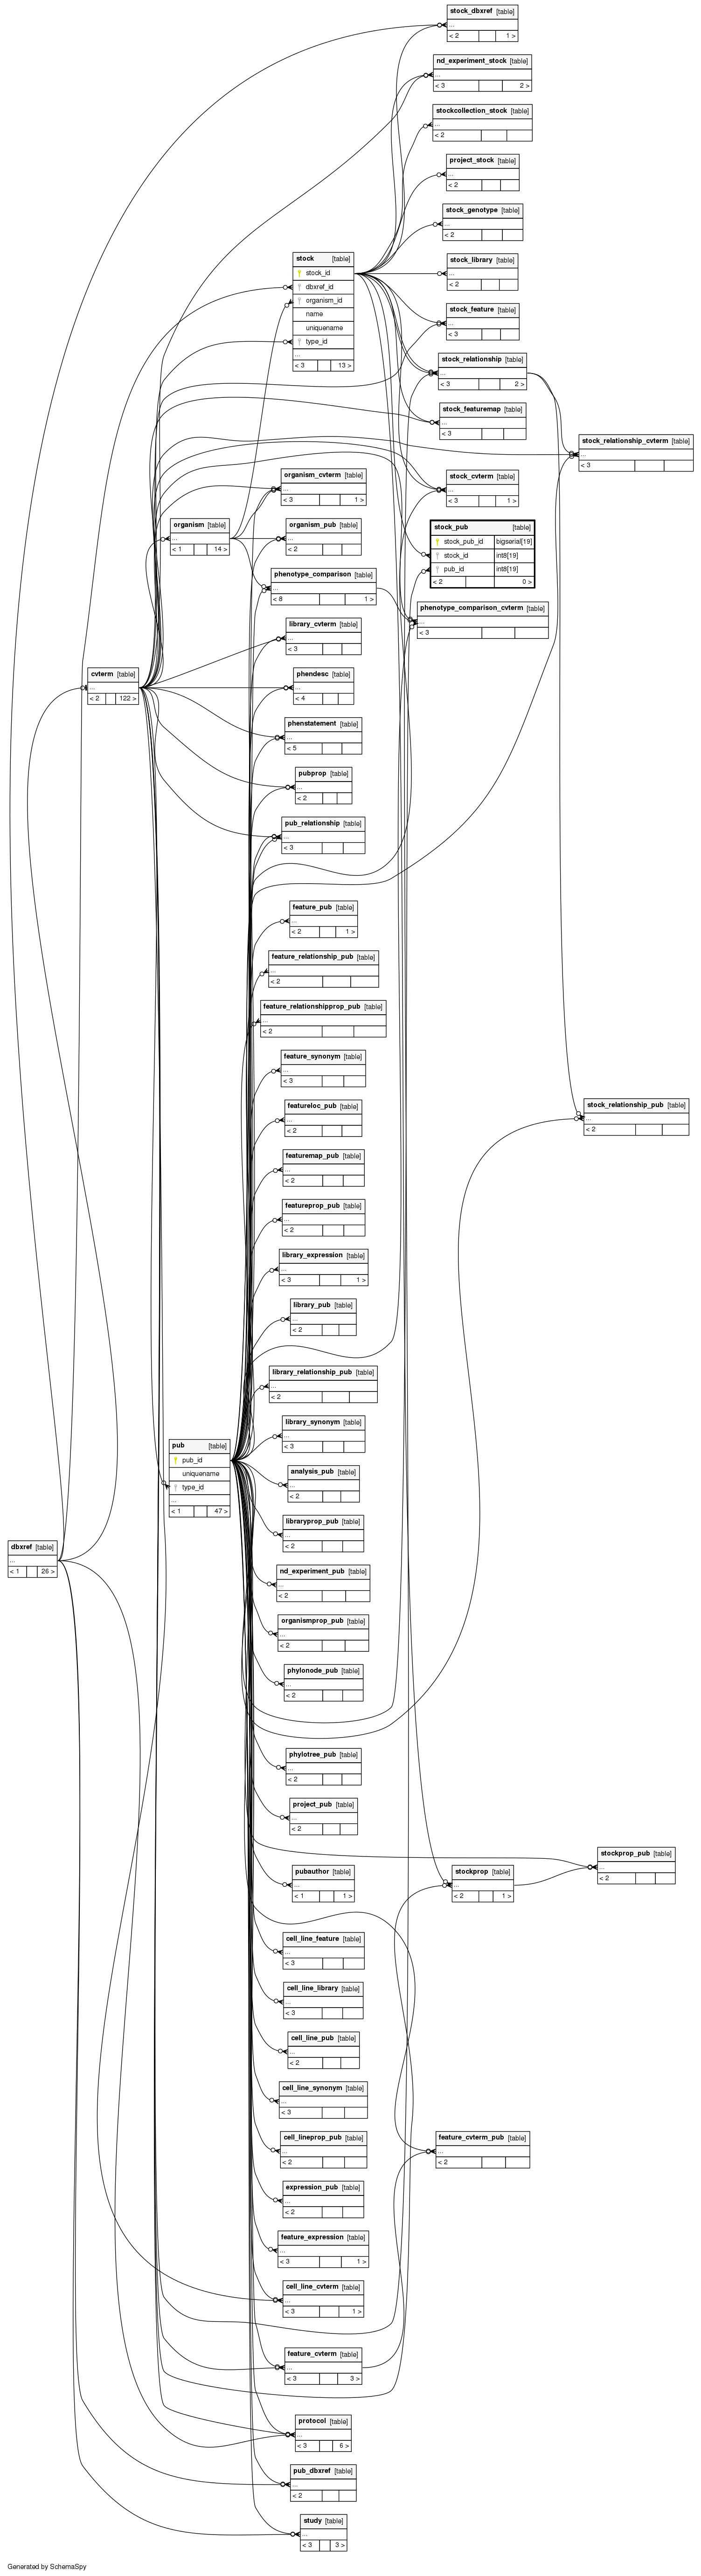 stock_dbxref [table]
...
< 2 1 >
nd_experiment_stock [table]
...
< 3 2 >
stockcollection_stock [table]
...
< 2
project_stock [table]
...
< 2
stock_genotype [table]
...
< 2
stock_library [table]
...
< 2
stock_feature [table]
...
< 3
stock_relationship [table]
...
< 3 2 >
stock_featuremap [table]
...
< 3
stock [table]
stock_id
dbxref_id
organism_id
name
uniquename
type_id
...
< 3 13 >
stock_relationship_cvterm [table]
...
< 3
stock_cvterm [table]
...
< 3 1 >
stock_pub [table]
stock_pub_id bigserial[19]
stock_id int8[19]
pub_id int8[19]
< 2 0 >
phenotype_comparison_cvterm [table]
...
< 3
organism_cvterm [table]
...
< 3 1 >
organism [table]
...
< 1 14 >
organism_pub [table]
...
< 2
phenotype_comparison [table]
...
< 8 1 >
library_cvterm [table]
...
< 3
cvterm [table]
...
< 2 122 >
phendesc [table]
...
< 4
phenstatement [table]
...
< 5
pubprop [table]
...
< 2
pub_relationship [table]
...
< 3
feature_pub [table]
...
< 2 1 >
feature_relationship_pub [table]
...
< 2
feature_relationshipprop_pub [table]
...
< 2
feature_synonym [table]
...
< 3
featureloc_pub [table]
...
< 2
stock_relationship_pub [table]
...
< 2
featuremap_pub [table]
...
< 2
featureprop_pub [table]
...
< 2
library_expression [table]
...
< 3 1 >
library_pub [table]
...
< 2
library_relationship_pub [table]
...
< 2
library_synonym [table]
...
< 3
pub [table]
pub_id
uniquename
type_id
...
< 1 47 >
analysis_pub [table]
...
< 2
libraryprop_pub [table]
...
< 2
dbxref [table]
...
< 1 26 >
nd_experiment_pub [table]
...
< 2
organismprop_pub [table]
...
< 2
phylonode_pub [table]
...
< 2
phylotree_pub [table]
...
< 2
project_pub [table]
...
< 2
stockprop_pub [table]
...
< 2
pubauthor [table]
...
< 1 1 >
stockprop [table]
...
< 2 1 >
cell_line_feature [table]
...
< 3
cell_line_library [table]
...
< 3
cell_line_pub [table]
...
< 2
cell_line_synonym [table]
...
< 3
cell_lineprop_pub [table]
...
< 2
feature_cvterm_pub [table]
...
< 2
expression_pub [table]
...
< 2
feature_expression [table]
...
< 3 1 >
cell_line_cvterm [table]
...
< 3 1 >
feature_cvterm [table]
...
< 3 3 >
protocol [table]
...
< 3 6 >
pub_dbxref [table]
...
< 2
study [table]
...
< 3 3 >
Generated by SchemaSpy